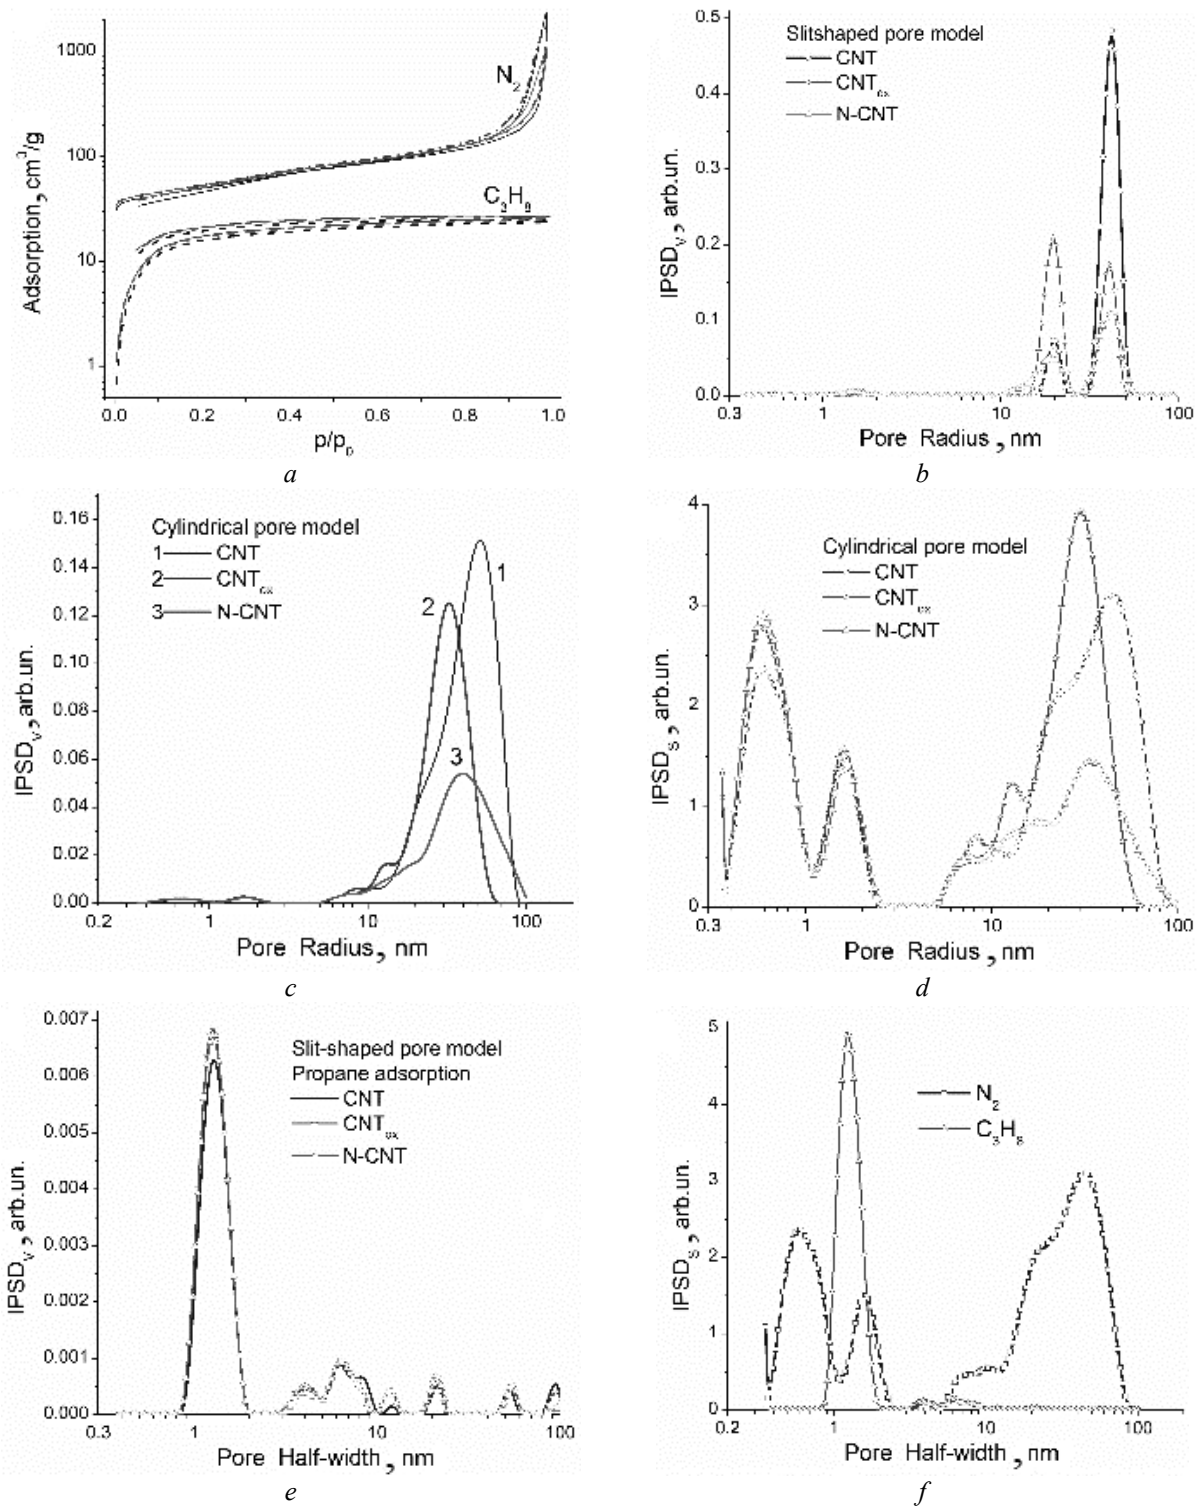 1000
100
10
1
Adsorption, cm³/g
N₂
C₃H₈
0.0 0.2 0.4 0.6 0.8 1.0
p/p₀
a
0.5
0.4
0.3
0.2
0.1
0.0
IPSDᵥ, arb.un.
Slitshaped pore model
CNT
CNTₒₓ
N-CNT
0.3 1 10 100
Pore Radius, nm
b
0.16
0.14
0.12
0.10
0.08
0.06
0.04
0.02
0.00
IPSDᵥ, arb.un.
Cylindrical pore model
1 CNT
2 CNTₒₓ
3 N-CNT
1
2
3
0.2 1 10 100
Pore Radius, nm
c
4
3
2
1
0
IPSDₛ, arb.un.
Cylindrical pore model
CNT
CNTₒₓ
N-CNT
0.3 1 10 100
Pore Radius, nm
d
0.007
0.006
0.005
0.004
0.003
0.002
0.001
0.000
IPSDᵥ, arb.un.
Slit-shaped pore model
Propane adsorption
CNT
CNTₒₓ
N-CNT
0.3 1 10 100
Pore Half-width, nm
e
5
4
3
2
1
0
IPSDₛ, arb.un.
N₂
C₃H₈
0.2 1 10 100
Pore Half-width, nm
f